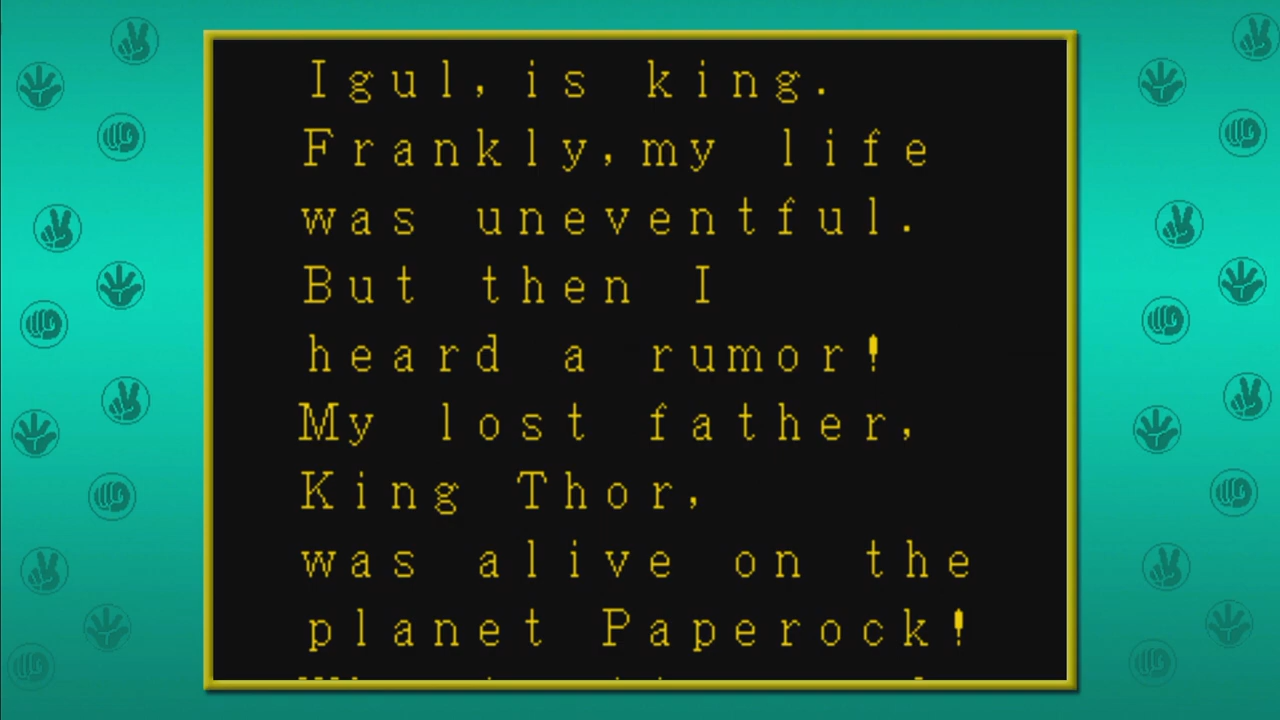 Igul,is king.
Frankly,my life
was uneventful.
But then I
heard a rumor!
My lost father,
King Thor,
was alive on the
planet Paperock!